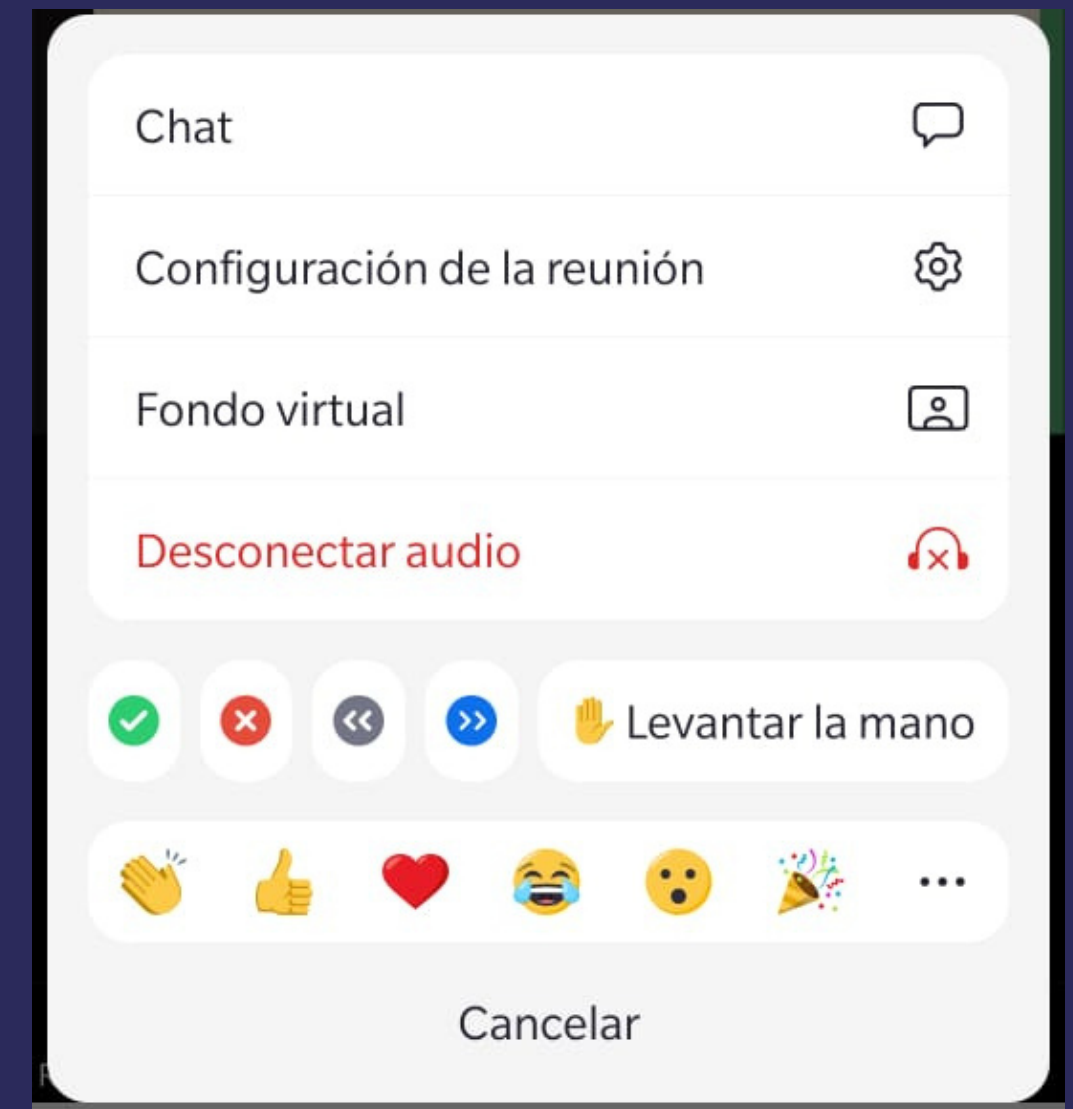 Chat
Configuración de la reunión
Fondo virtual
Desconectar audio
Levantar la mano
Cancelar